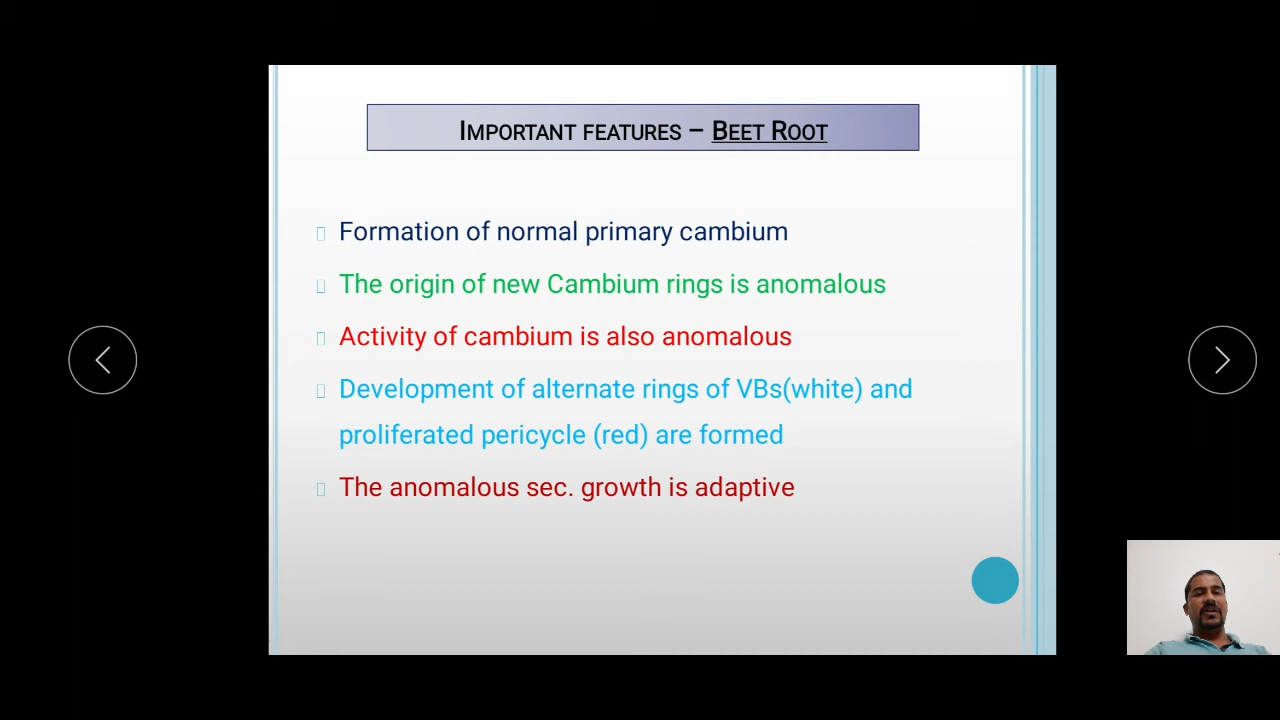 IMPORTANT FEATURES – BEET ROOT
Formation of normal primary cambium
The origin of new Cambium rings is anomalous
Activity of cambium is also anomalous
Development of alternate rings of VBs(white) and
proliferated pericycle (red) are formed
The anomalous sec. growth is adaptive